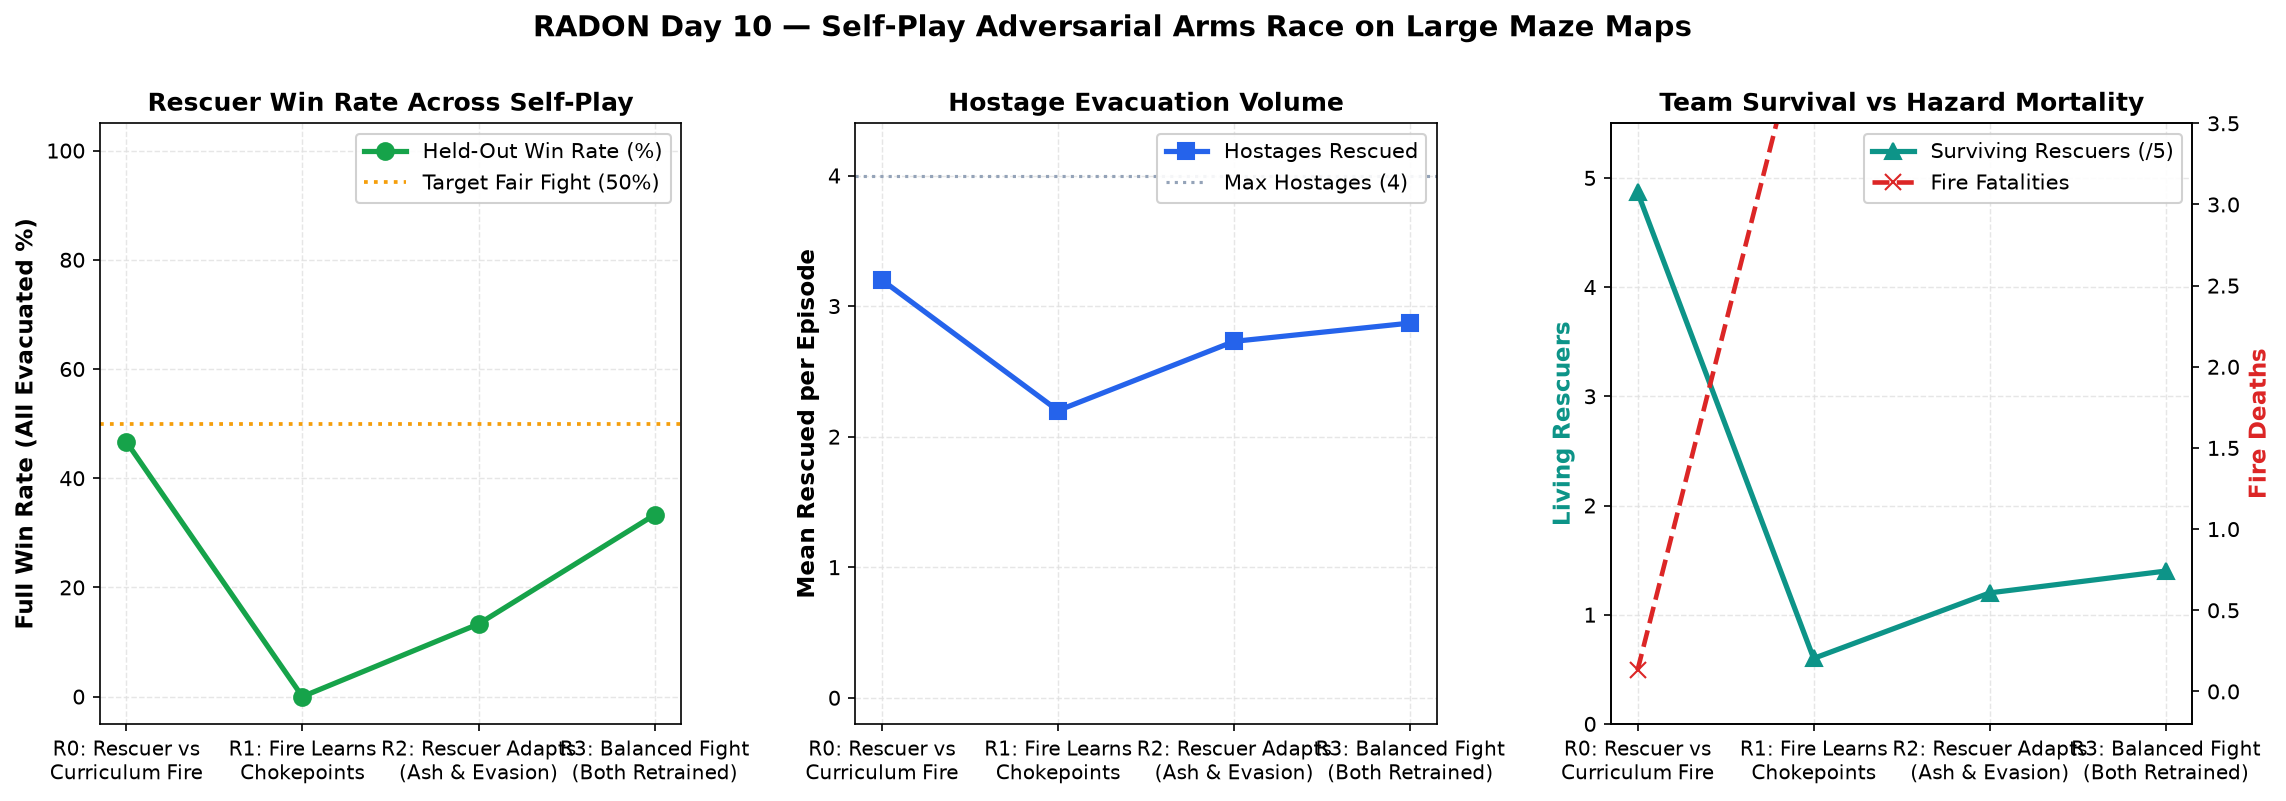 RADON Day 10 — Self-Play Adversarial Arms Race on Large Maze Maps
Rescuer Win Rate Across Self-Play
Full Win Rate (All Evacuated %)
100
80
60
40
20
0
Held-Out Win Rate (%)
Target Fair Fight (50%)
R0: Rescuer vs
Curriculum Fire
R1: Fire Learns
Chokepoints
R2: Rescuer Adapts
(Ash & Evasion)
R3: Balanced Fight
(Both Retrained)
Hostage Evacuation Volume
Mean Rescued per Episode
4
3
2
1
0
Hostages Rescued
Max Hostages (4)
R0: Rescuer vs
Curriculum Fire
R1: Fire Learns
Chokepoints
R2: Rescuer Adapts
(Ash & Evasion)
R3: Balanced Fight
(Both Retrained)
Team Survival vs Hazard Mortality
Living Rescuers
5
4
3
2
1
0
Surviving Rescuers (/5)
Fire Fatalities
3.5
3.0
2.5
2.0
1.5
1.0
0.5
0.0
Fire Deaths
R0: Rescuer vs
Curriculum Fire
R1: Fire Learns
Chokepoints
R2: Rescuer Adapts
(Ash & Evasion)
R3: Balanced Fight
(Both Retrained)